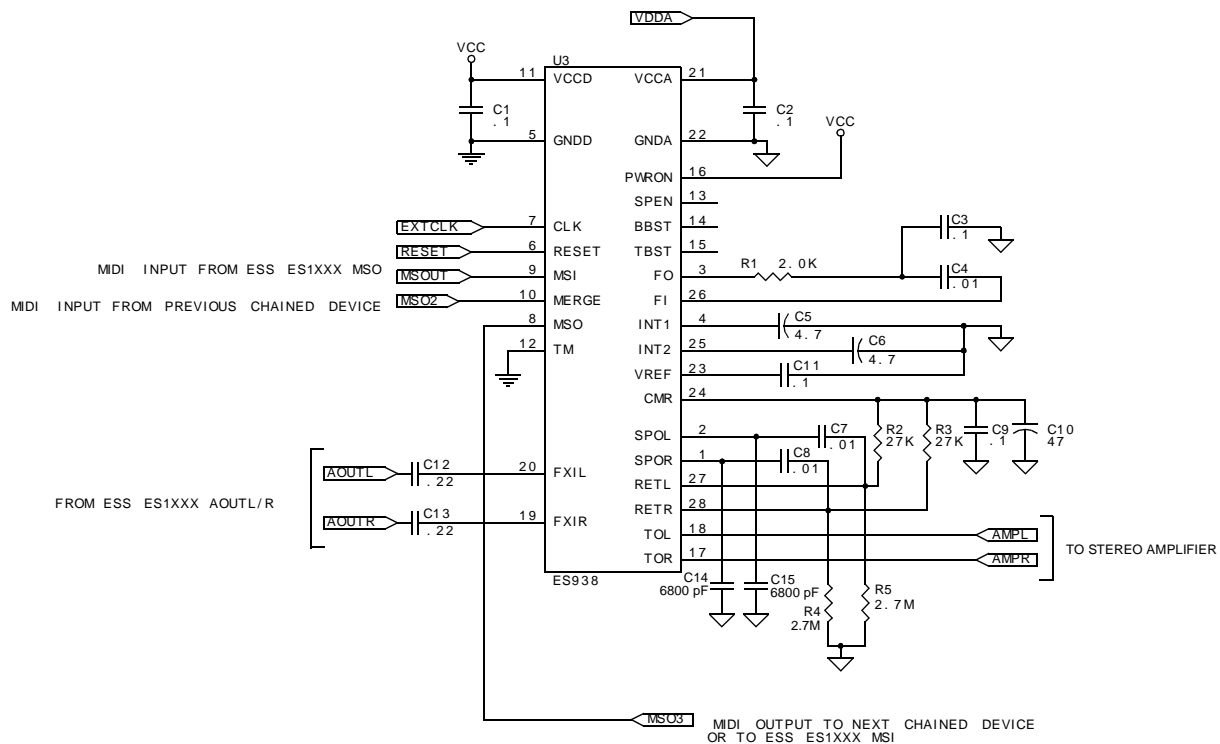 VDDA
VCC
U3
11 VCCD VCCA 21
C1
.1
C2
.1
5 GNDD GNDA 22
VCC
PWRON 16
SPEN 13
EXTCLK 7 CLK BBST 14
RESET 6 RESET TBST 15
C3
.1
MIDI INPUT FROM ESS ES1XXX MSO MSOUT 9 MSI FO 3 R1 2.0K
C4
.01
MIDI INPUT FROM PREVIOUS CHAINED DEVICE MSO2 10 MERGE FI 26
8 MSO INT1 4 C5
4.7
12 TM INT2 25 C6
4.7
VREF 23 C11
.1
CMR 24
R2
27K
R3
27K
C9
.1
C10
47
SPOL 2 C7
.01
SPOR 1 C8
.01
FROM ESS ES1XXX AOUTL/R
AOUTL C12
.22
20 FXIL RETL 27
RETR 28
AOUTR C13
.22
19 FXIR
TOL 18 AMPL
TOR 17 AMPR
TO STEREO AMPLIFIER
ES938
C14
6800 pF
C15
6800 pF
R4
2.7M
R5
2.7M
MSO3 MIDI OUTPUT TO NEXT CHAINED DEVICE
OR TO ESS ES1XXX MSI